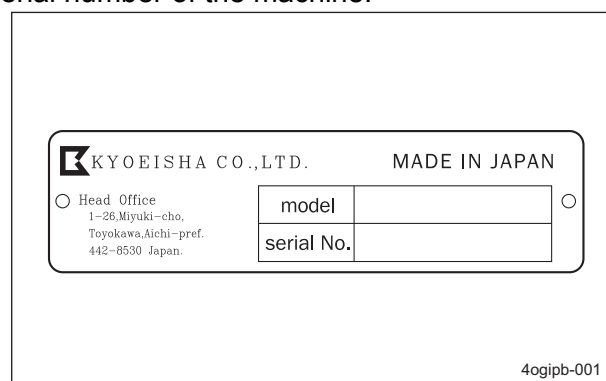 erial number of the machine.
KYOEISHA CO.,LTD. MADE IN JAPAN
Head Office
1-26,Miyuki-cho,
Toyokawa,Aichi-pref.
442-8530 Japan.
model
serial No.
4ogipb-001